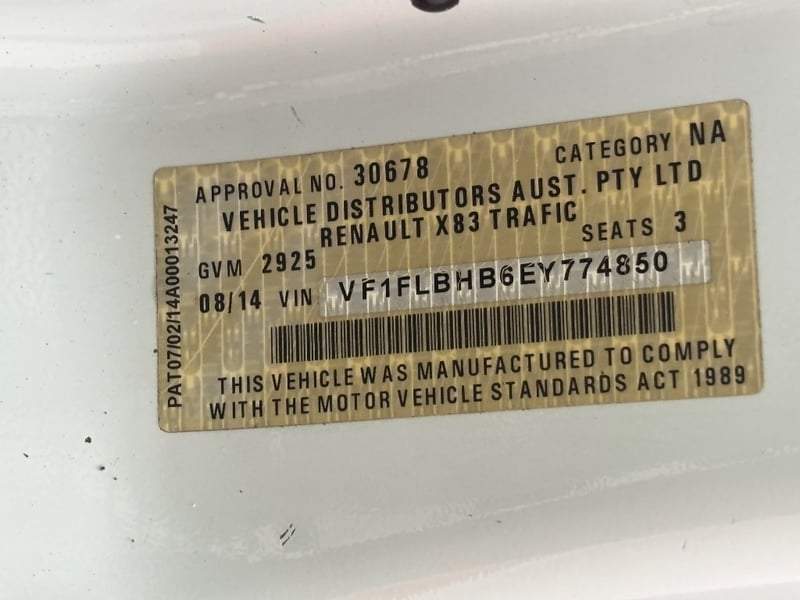 APPROVAL NO. 30678 CATEGORY NA
VEHICLE DISTRIBUTORS AUST. PTY LTD
RENAULT X83 TRAFIC
GVM 2925 SEATS 3
08/14 VIN VF1FLBHB6EY774850
THIS VEHICLE WAS MANUFACTURED TO COMPLY
WITH THE MOTOR VEHICLE STANDARDS ACT 1989
PAT07/02/14A00013247